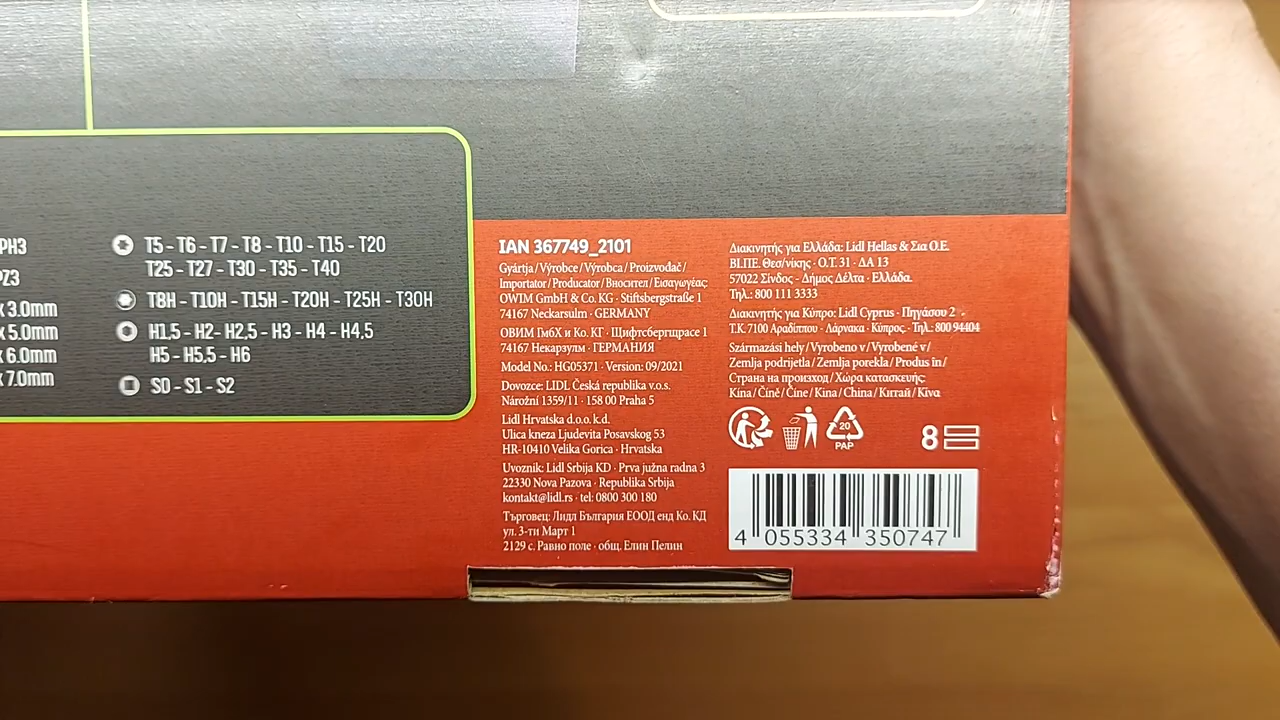 PH3
PZ3
x 3.0mm
x 5.0mm
x 6.0mm
x 7.0mm
T5 - T6 - T7 - T8 - T10 - T15 - T20
T25 - T27 - T30 - T35 - T40
T8H - T10H - T15H - T20H - T25H - T30H
H1,5 - H2 - H2,5 - H3 - H4 - H4,5
H5 - H5,5 - H6
S0 - S1 - S2
IAN 367749_2101
Gyártja / Výrobce / Výrobca / Proizvođač /
Importator / Producator / Вносител / Εισαγωγέας:
OWIM GmbH & Co. KG · Stiftsbergstraße 1
74167 Neckarsulm · GERMANY
ОВИМ ГмбХ и Ко. КГ · Щифтсбергщрасе 1
74167 Некарзулм · ГЕРМАНИЯ
Model No.: HG05371 · Version: 09/2021
Dovozce: LIDL Česká republika v.o.s.
Nárožní 1359/11 · 158 00 Praha 5
Lidl Hrvatska d.o.o. k.d.
Ulica kneza Ljudevita Posavskog 53
HR-10410 Velika Gorica · Hrvatska
Uvoznik: Lidl Srbija KD · Prva južna radna 3
22330 Nova Pazova · Republika Srbija
kontakt@lidl.rs · tel: 0800 300 180
Търговец: Лидл България ЕООД енд Ко. КД
ул. 3-ти Март 1
2129 с. Равно поле · общ. Елин Пелин
Διακινητής για Ελλάδα: Lidl Hellas & Σια Ο.Ε.
ΒΙ.ΠΕ. Θεσ/νίκης · Ο.Τ. 31 · ΔΑ 13
57022 Σίνδος · Δήμος Δέλτα · Ελλάδα.
Τηλ.: 800 111 3333
Διακινητής για Κύπρο: Lidl Cyprus · Πηγάσου 2 ·
Τ.Κ. 7100 Αραδίππου · Λάρνακα · Κύπρος. · Τηλ.: 800 94404
Származási hely / Vyrobeno v / Vyrobené v /
Zemlja podrijetla / Zemlja porekla / Produs în /
Страна на произход / Χώρα κατασκευής:
Kína / Číně / Číne / Kina / China / Китай / Κίνα
20
PAP
8
4 055334 350747